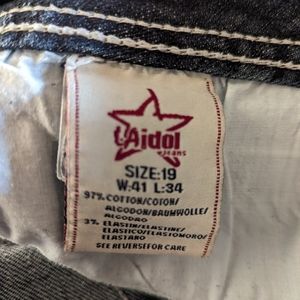 L'Aidol
Jeans
SIZE:19
W:41 L:34
97% COTTON/COTON/
ALGODON/BAUMWOLLE/
ALGODAO
3% ELASTIN/ELASTINE/
ELASTICO/ELASTOMORO/
ELASTANO
SEE REVERSE FOR CARE